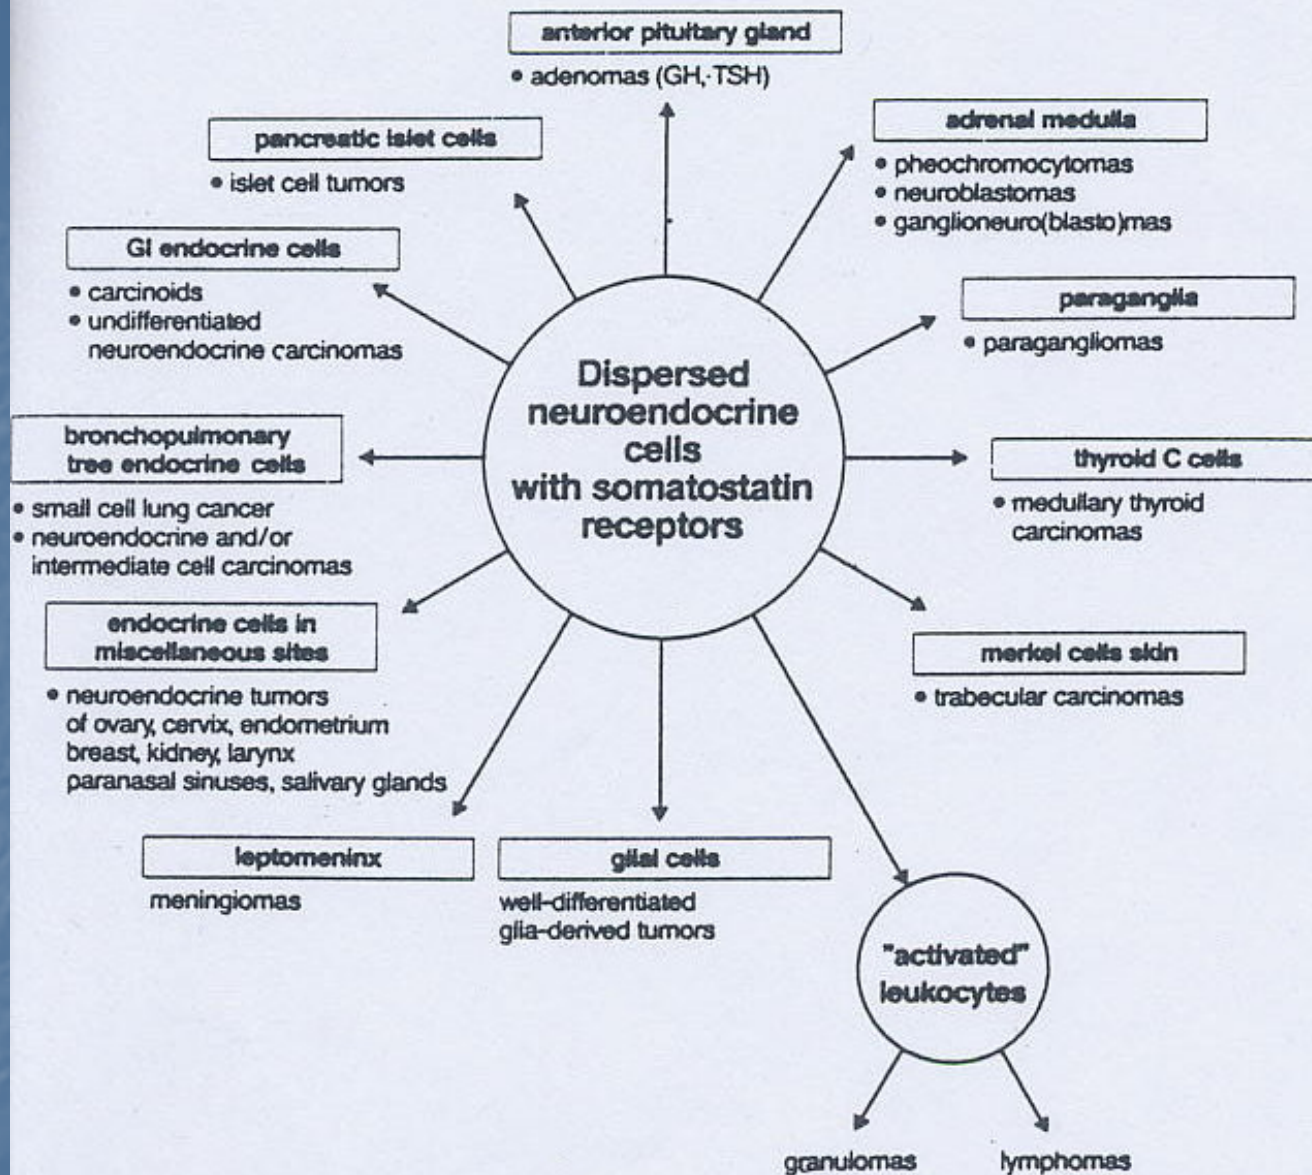 anterior pituitary gland
• adenomas (GH, TSH)
adrenal medulla
• pheochromocytomas
• neuroblastomas
• ganglioneuro(blasto)mas
pancreatic islet cells
• islet cell tumors
GI endocrine cells
• carcinoids
• undifferentiated
neuroendocrine carcinomas
paraganglia
• paragangliomas
Dispersed
neuroendocrine
cells
with somatostatin
receptors
bronchopulmonary
tree endocrine cells
• small cell lung cancer
• neuroendocrine and/or
intermediate cell carcinomas
thyroid C cells
• medullary thyroid
carcinomas
endocrine cells in
miscellaneous sites
• neuroendocrine tumors
of ovary, cervix, endometrium
breast, kidney, larynx
paranasal sinuses, salivary glands
merkel cells skin
• trabecular carcinomas
leptomeninx
meningiomas
glial cells
well-differentiated
glia-derived tumors
"activated"
leukocytes
granulomas
lymphomas